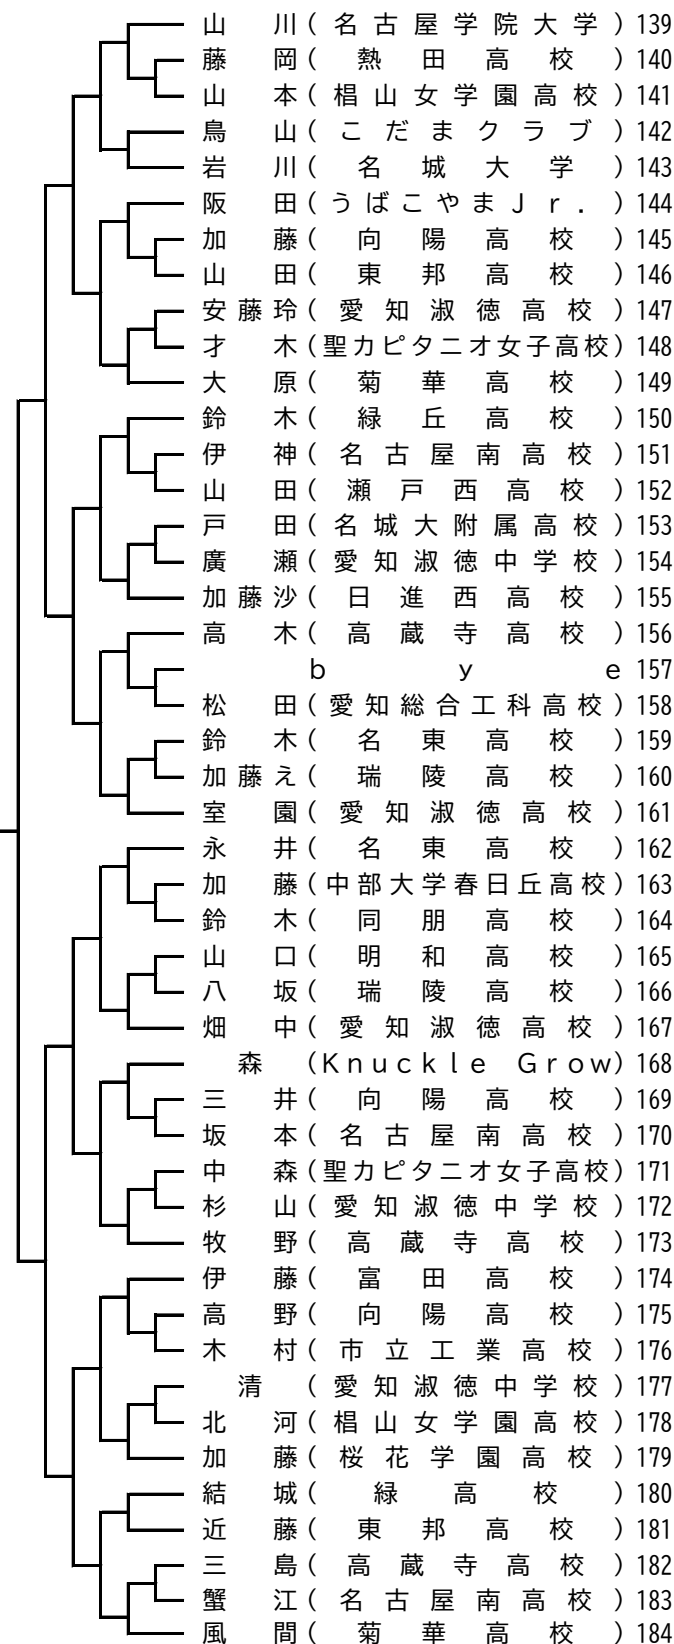 山川(名古屋学院大学)139
藤岡(熱田高校)140
山本(椙山女学園高校)141
鳥山(こだまクラブ)142
岩川(名城大学)143
阪田(うばこやまJr.)144
加藤(向陽高校)145
山田(東邦高校)146
安藤玲(愛知淑徳高校)147
才木(聖カピタニオ女子高校)148
大原(菊華高校)149
鈴木(緑丘高校)150
伊神(名古屋南高校)151
山田(瀬戸西高校)152
戸田(名城大附属高校)153
廣瀬(愛知淑徳中学校)154
加藤沙(日進西高校)155
高木(高蔵寺高校)156
bye 157
松田(愛知総合工科高校)158
鈴木(名東高校)159
加藤え(瑞陵高校)160
室園(愛知淑徳高校)161
永井(名東高校)162
加藤(中部大学春日丘高校)163
鈴木(同朋高校)164
山口(明和高校)165
八坂(瑞陵高校)166
畑中(愛知淑徳高校)167
森(Knuckle Grow)168
三井(向陽高校)169
坂本(名古屋南高校)170
中森(聖カピタニオ女子高校)171
杉山(愛知淑徳中学校)172
牧野(高蔵寺高校)173
伊藤(富田高校)174
高野(向陽高校)175
木村(市立工業高校)176
清(愛知淑徳中学校)177
北河(椙山女学園高校)178
加藤(桜花学園高校)179
結城(緑高校)180
近藤(東邦高校)181
三島(高蔵寺高校)182
蟹江(名古屋南高校)183
風間(菊華高校)184